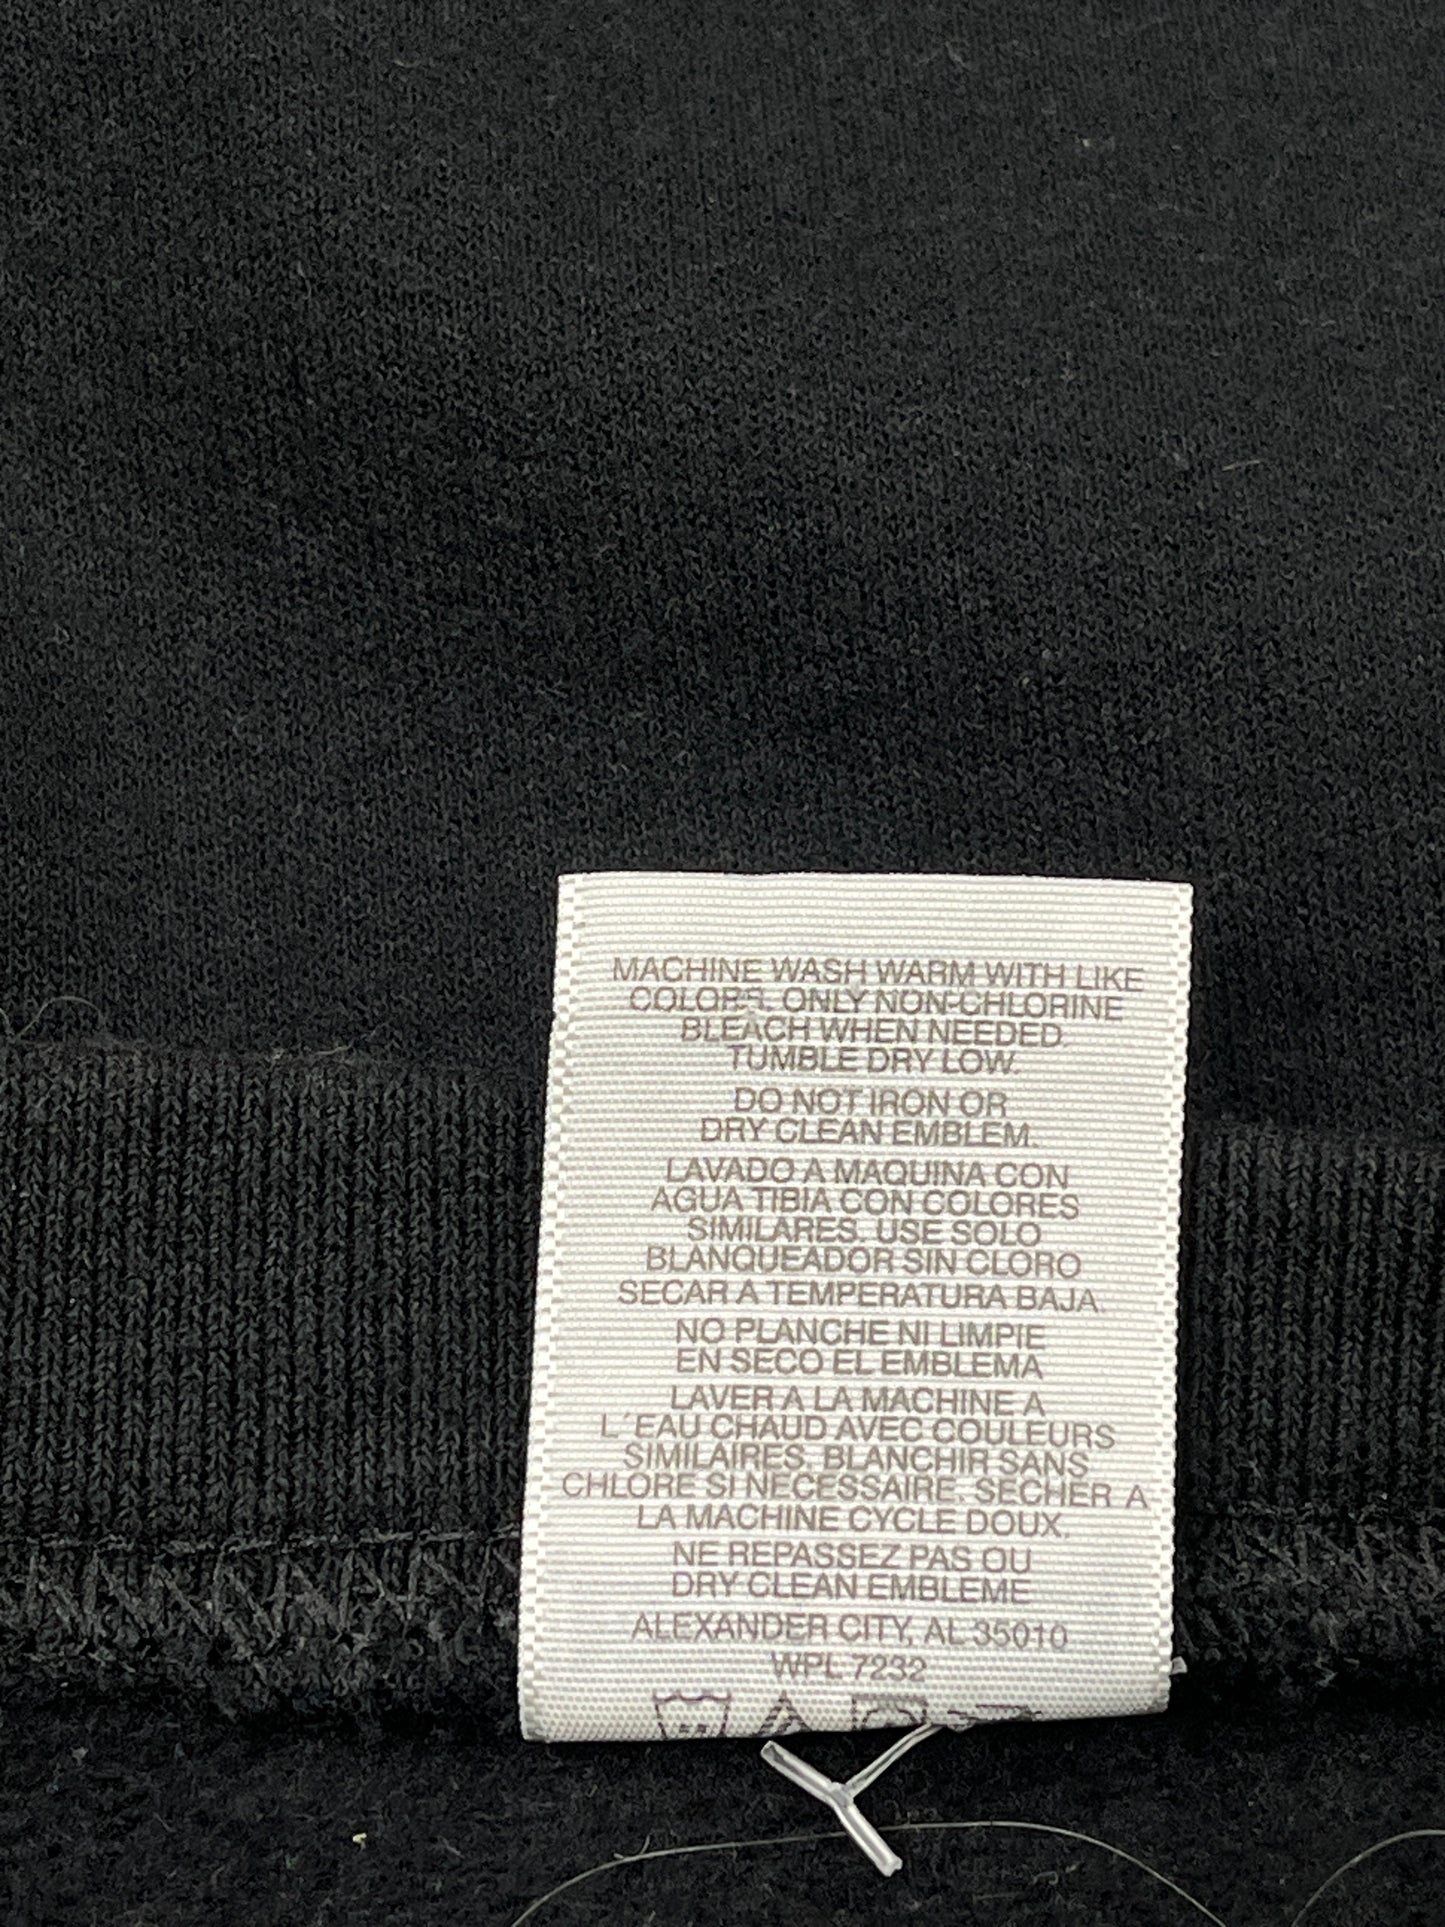 MACHINE WASH WARM WITH LIKE
COLORS. ONLY NON-CHLORINE
BLEACH WHEN NEEDED.
TUMBLE DRY LOW.
DO NOT IRON OR
DRY CLEAN EMBLEM.
LAVADO A MAQUINA CON
AGUA TIBIA CON COLORES
SIMILARES. USE SOLO
BLANQUEADOR SIN CLORO
SECAR A TEMPERATURA BAJA.
NO PLANCHE NI LIMPIE
EN SECO EL EMBLEMA
LAVER A LA MACHINE A
L´EAU CHAUD AVEC COULEURS
SIMILAIRES. BLANCHIR SANS
CHLORE SI NECESSAIRE. SECHER A
LA MACHINE CYCLE DOUX.
NE REPASSEZ PAS OU
DRY CLEAN EMBLEME
ALEXANDER CITY, AL 35010
WPL 7232